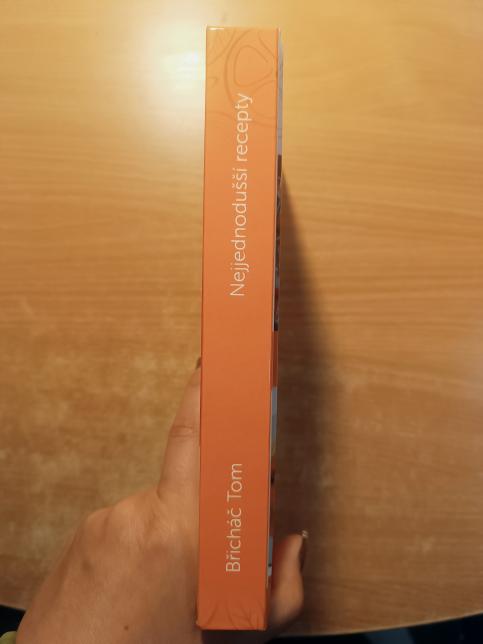 Břicháč Tom
Nejjednodušší recepty